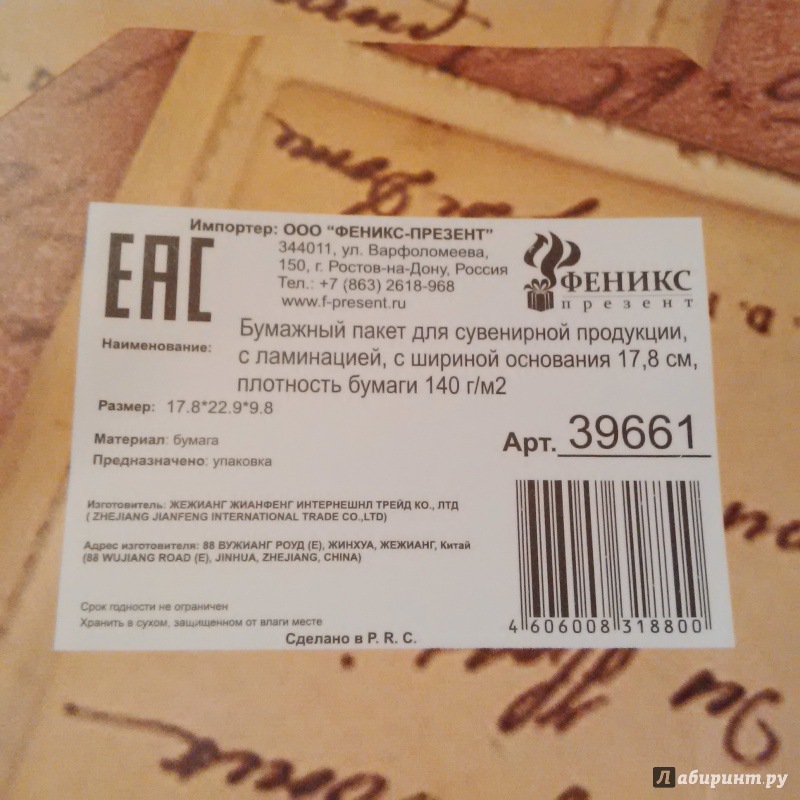 EAC
Импортер: ООО "ФЕНИКС-ПРЕЗЕНТ"
344011, ул. Варфоломеева,
150, г. Ростов-на-Дону, Россия
Тел.: +7 (863) 2618-968
www.f-present.ru
ФЕНИКС
презент
Наименование:
Бумажный пакет для сувенирной продукции,
с ламинацией, с шириной основания 17,8 см,
плотность бумаги 140 г/м2
Размер: 17.8*22.9*9.8
Материал: бумага
Предназначено: упаковка
Арт. 39661
Изготовитель: ЖЕЖИАНГ ЖИАНФЕНГ ИНТЕРНЕШНЛ ТРЕЙД КО., ЛТД
( ZHEJIANG JIANFENG INTERNATIONAL TRADE CO.,LTD)
Адрес изготовителя: 88 ВУЖИАНГ РОУД (Е), ЖИНХУА, ЖЕЖИАНГ, Китай
(88 WUJIANG ROAD (E), JINHUA, ZHEJIANG, CHINA)
Срок годности не ограничен
Хранить в сухом, защищенном от влаги месте
Сделано в P. R. C.
4 606008 318800
Лабиринт.ру